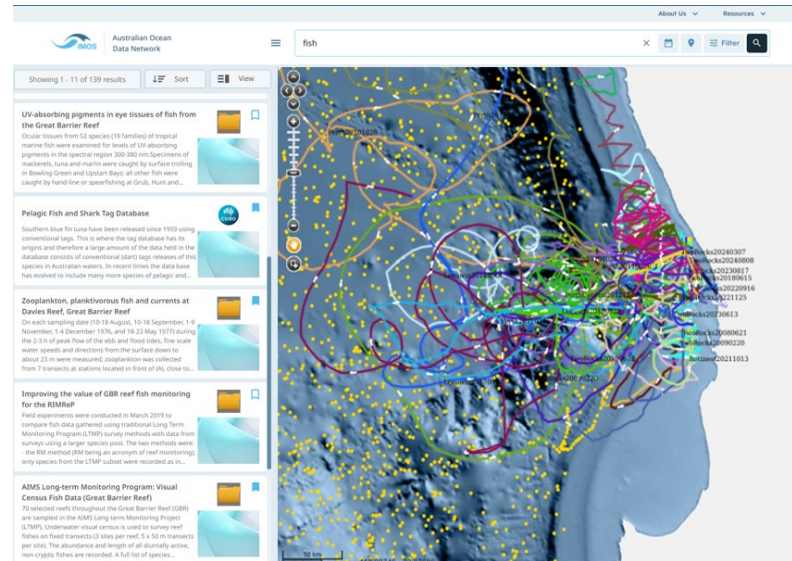 About Us
Resources
IMOS
Australian Ocean
Data Network
fish
Filter
Showing 1 - 11 of 139 results
Sort
View
UV-absorbing pigments in eye tissues of fish from
the Great Barrier Reef
Ocular tissues from 52 species (19 families) of tropical
marine fish were examined for levels of UV-absorbing
pigments in the spectral region 300-380 nm.Specimens of
mackerels, tuna and marlin were caught by surface trolling
in Bowling Green and Upstart Bays; all other fish were
caught by hand-line or spearfishing at Grub, Hunt and...
Pelagic Fish and Shark Tag Database
CSIRO
Southern blue fin tuna have been released since 1959 using
conventional tags. This is where the tag database has its
origins and therefore a large amount of the data held in the
database consists of conventional (dart) tags releases of this
species in Australian waters. In recent times the data base
has evolved to include many more species of pelagic and...
Zooplankton, planktivorous fish and currents at
Davies Reef, Great Barrier Reef
On each sampling date (10-18 August, 10-18 September, 1-9
November, 1-4 December 1976, and 18-23 May 1977) during
the 2-3 h of peak flow of the ebb and flood tides, fine-scale
water speeds and directions from the surface down to
about 23 m were measured; zooplankton was collected
from 7 transects at stations located in front of (A), close to...
Improving the value of GBR reef fish monitoring
for the RIMReP
Field experiments were conducted in March 2019 to
compare fish data gathered using traditional Long Term
Monitoring Program (LTMP) survey methods with data from
surveys using a larger species pool. The two methods were:
- the RM method (RM being an acronym of reef monitoring),
only species from the LTMP subset were recorded as in...
AIMS Long-term Monitoring Program: Visual
Census Fish Data (Great Barrier Reef)
70 selected reefs throughout the Great Barrier Reef (GBR)
are sampled in the AIMS Long-term Monitoring Project
(LTMP). Underwater visual census is used to survey reef
fishes on fixed transects (3 sites per reef, 5 x 50 m transects
per site). The abundance and length of all diurnally active,
non-cryptic fishes are recorded. A full list of species...
TwoRocks20240307
TwoRocks20240808
TwoRocks20230613
TwoRocks20080621
TwoRocks20090220
Rottnest20211013
50 km